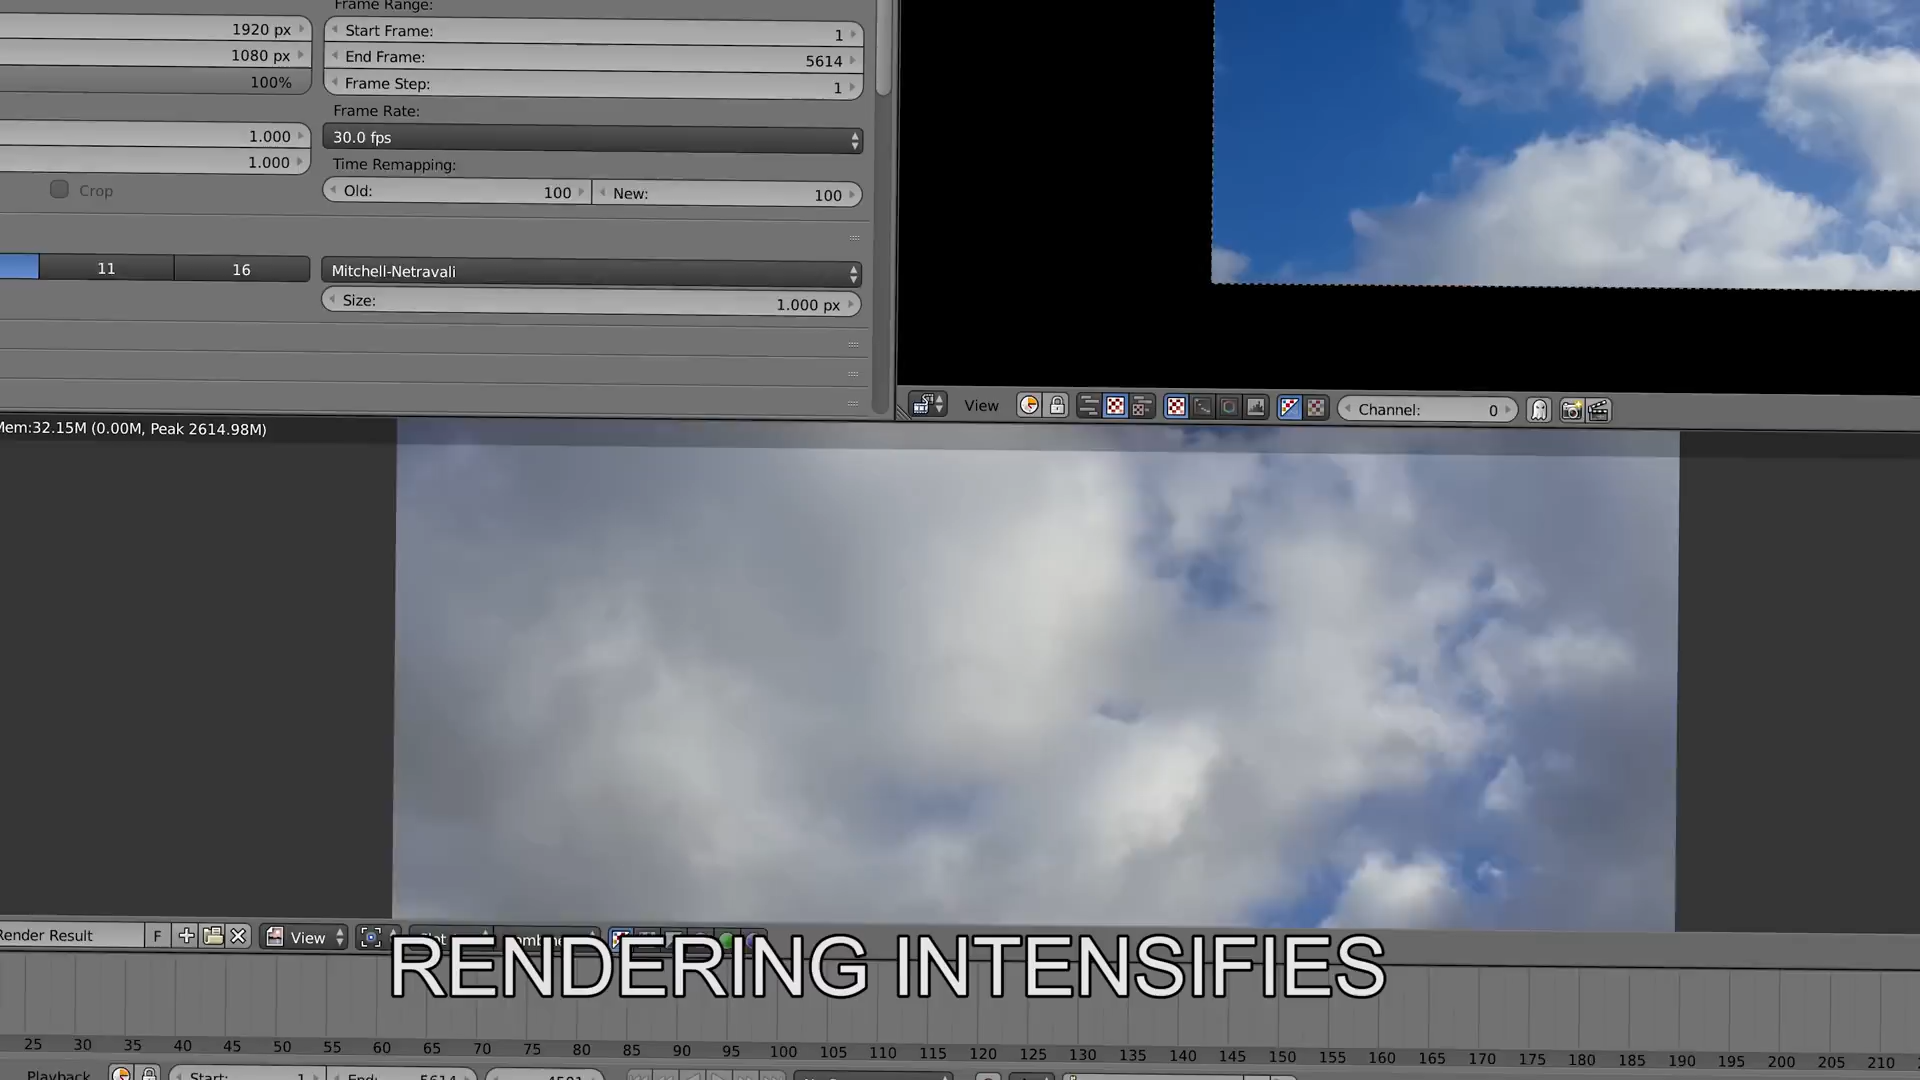 Frame Range:
1920 px
Start Frame: 1
1080 px
End Frame: 5614
100%
Frame Step: 1
Frame Rate:
1.000
30.0 fps
1.000
Time Remapping:
Crop
Old: 100
New: 100
11
16
Mitchell-Netravali
Size: 1.000 px
View
Channel: 0
Mem:32.15M (0.00M, Peak 2614.98M)
Render Result
F
View
RENDERING INTENSIFIES
25 30 35 40 45 50 55 60 65 70 75 80 85 90 95 100 105 110 115 120 125 130 135 140 145 150 155 160 165 170 175 180 185 190 195 200 205 210
Playback
Start: 1
End: 5614